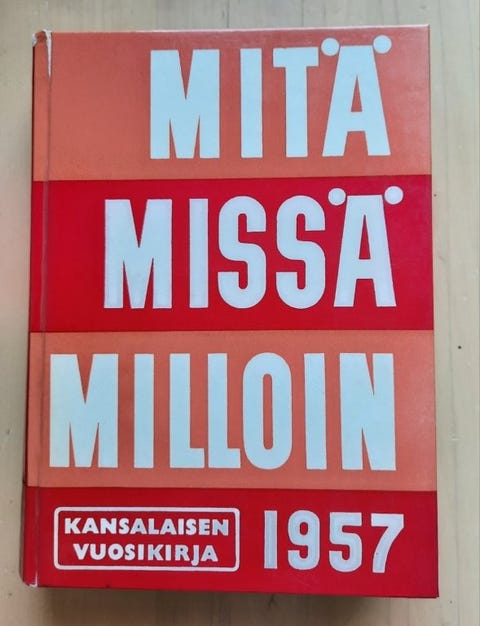 MITÄ
MISSÄ
MILLOIN
KANSALAISEN
VUOSIKIRJA
1957